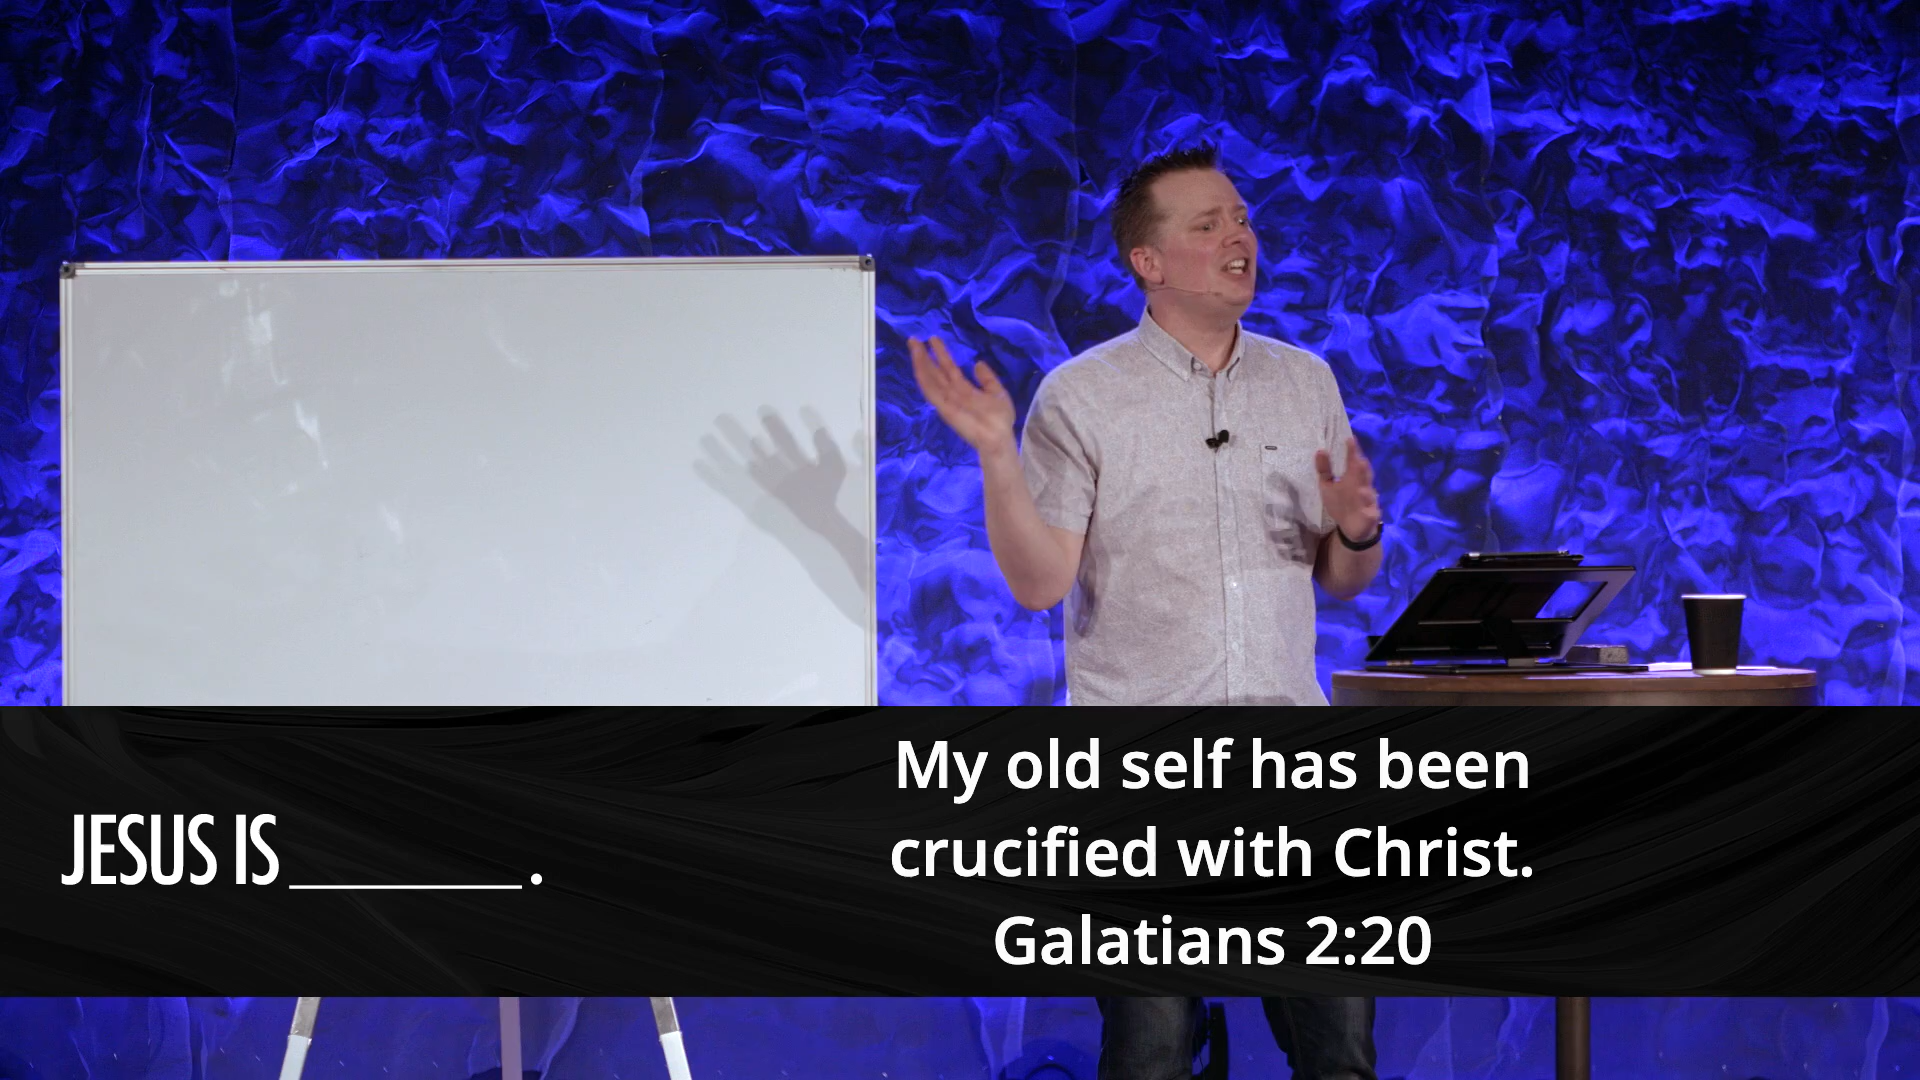 JESUS IS ________.
My old self has been
crucified with Christ.
Galatians 2:20